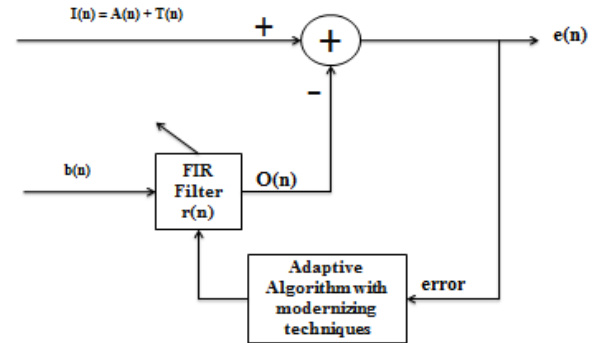 I(n) = A(n) + T(n)
+
+
e(n)
-
b(n)
FIR
Filter
r(n)
O(n)
Adaptive
Algorithm with
modernizing
techniques
error